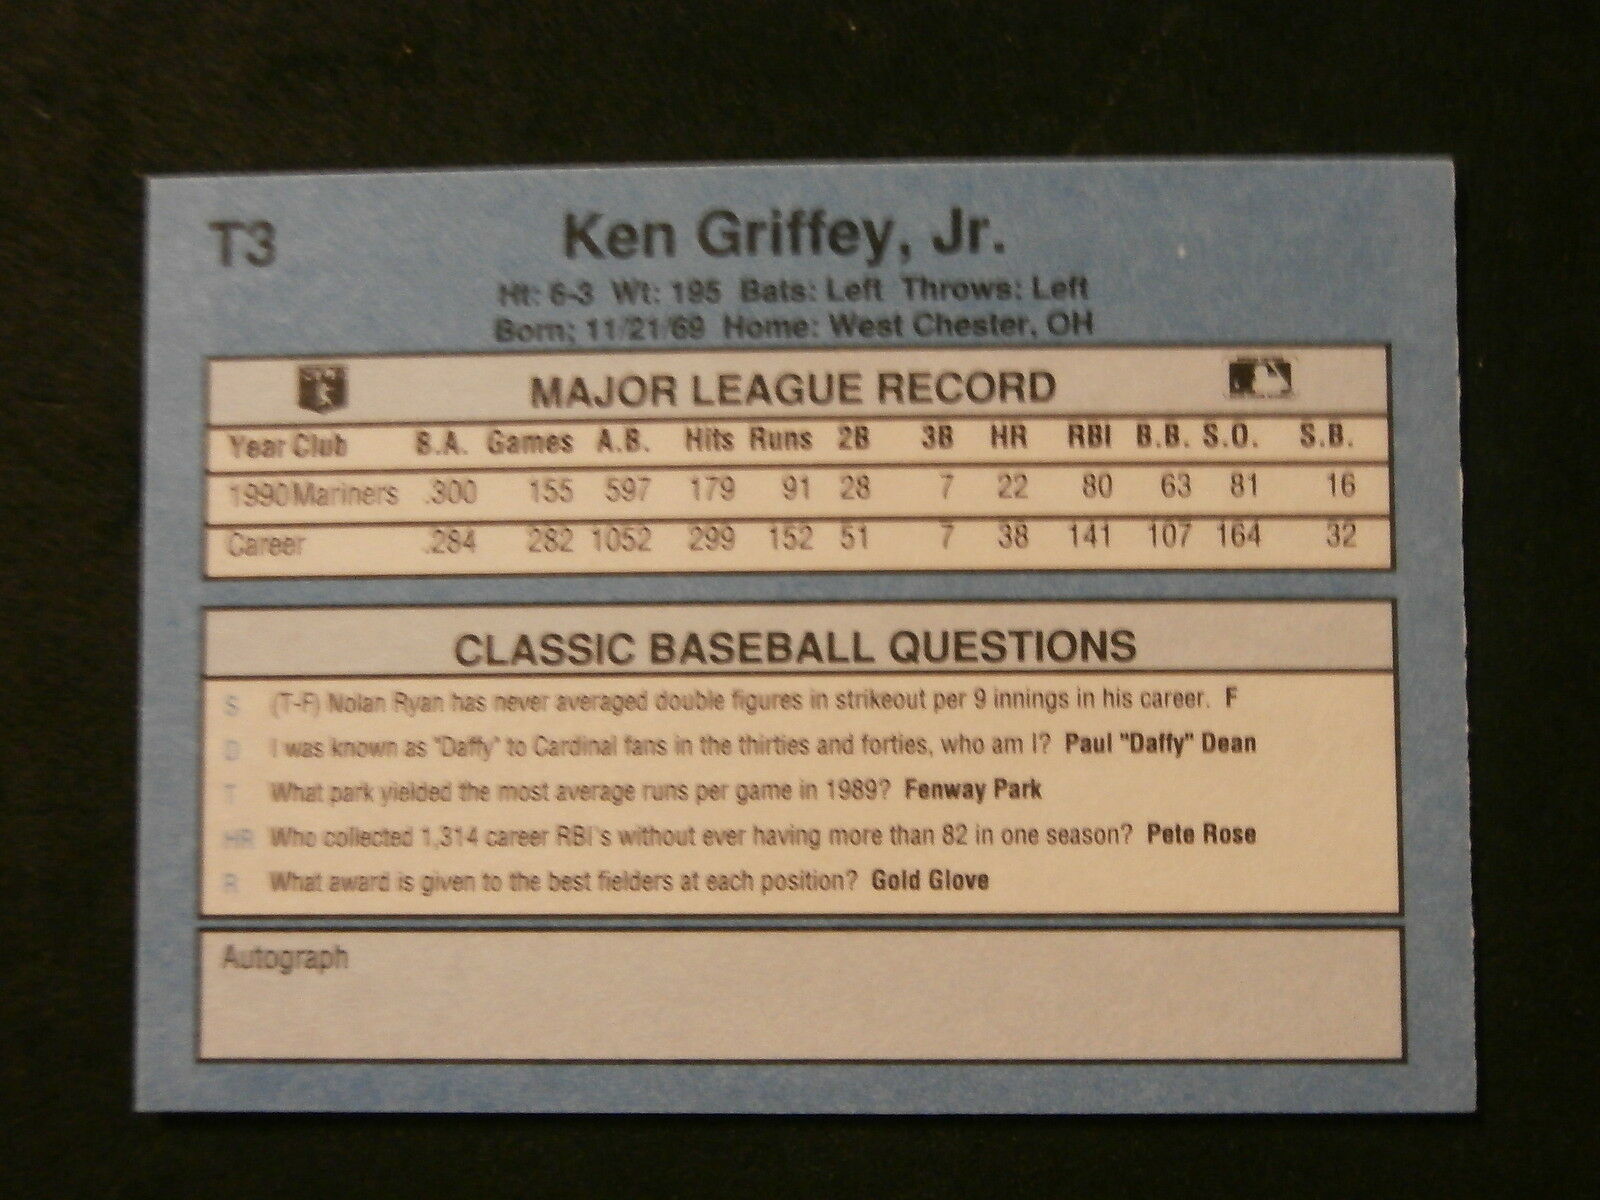 T3
Ken Griffey, Jr.
Ht: 6-3 Wt: 195 Bats: Left Throws: Left
Born; 11/21/69 Home: West Chester, OH
MAJOR LEAGUE RECORD
Year Club B.A. Games A.B. Hits Runs 2B 3B HR RBI B.B. S.O. S.B.
1990 Mariners .300 155 597 179 91 28 7 22 80 63 81 16
Career .284 282 1052 299 152 51 7 38 141 107 164 32
CLASSIC BASEBALL QUESTIONS
S (T-F) Nolan Ryan has never averaged double figures in strikeout per 9 innings in his career. F
D I was known as "Daffy" to Cardinal fans in the thirties and forties, who am I? Paul "Daffy" Dean
T What park yielded the most average runs per game in 1989? Fenway Park
HR Who collected 1,314 career RBI's without ever having more than 82 in one season? Pete Rose
R What award is given to the best fielders at each position? Gold Glove
Autograph